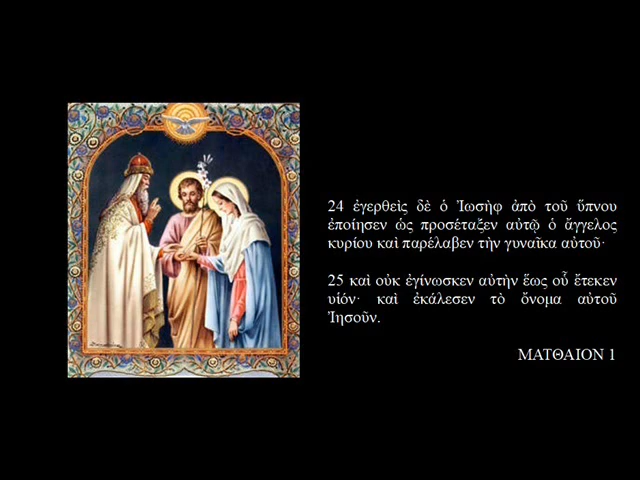 24 ἐγερθεὶς δὲ ὁ Ἰωσὴφ ἀπὸ τοῦ ὕπνου
ἐποίησεν ὡς προσέταξεν αὐτῷ ὁ ἄγγελος
κυρίου καὶ παρέλαβεν τὴν γυναῖκα αὐτοῦ·
25 καὶ οὐκ ἐγίνωσκεν αὐτὴν ἕως οὗ ἔτεκεν
υἱόν· καὶ ἐκάλεσεν τὸ ὄνομα αὐτοῦ
Ἰησοῦν.
ΜΑΤΘΑΙΟΝ 1